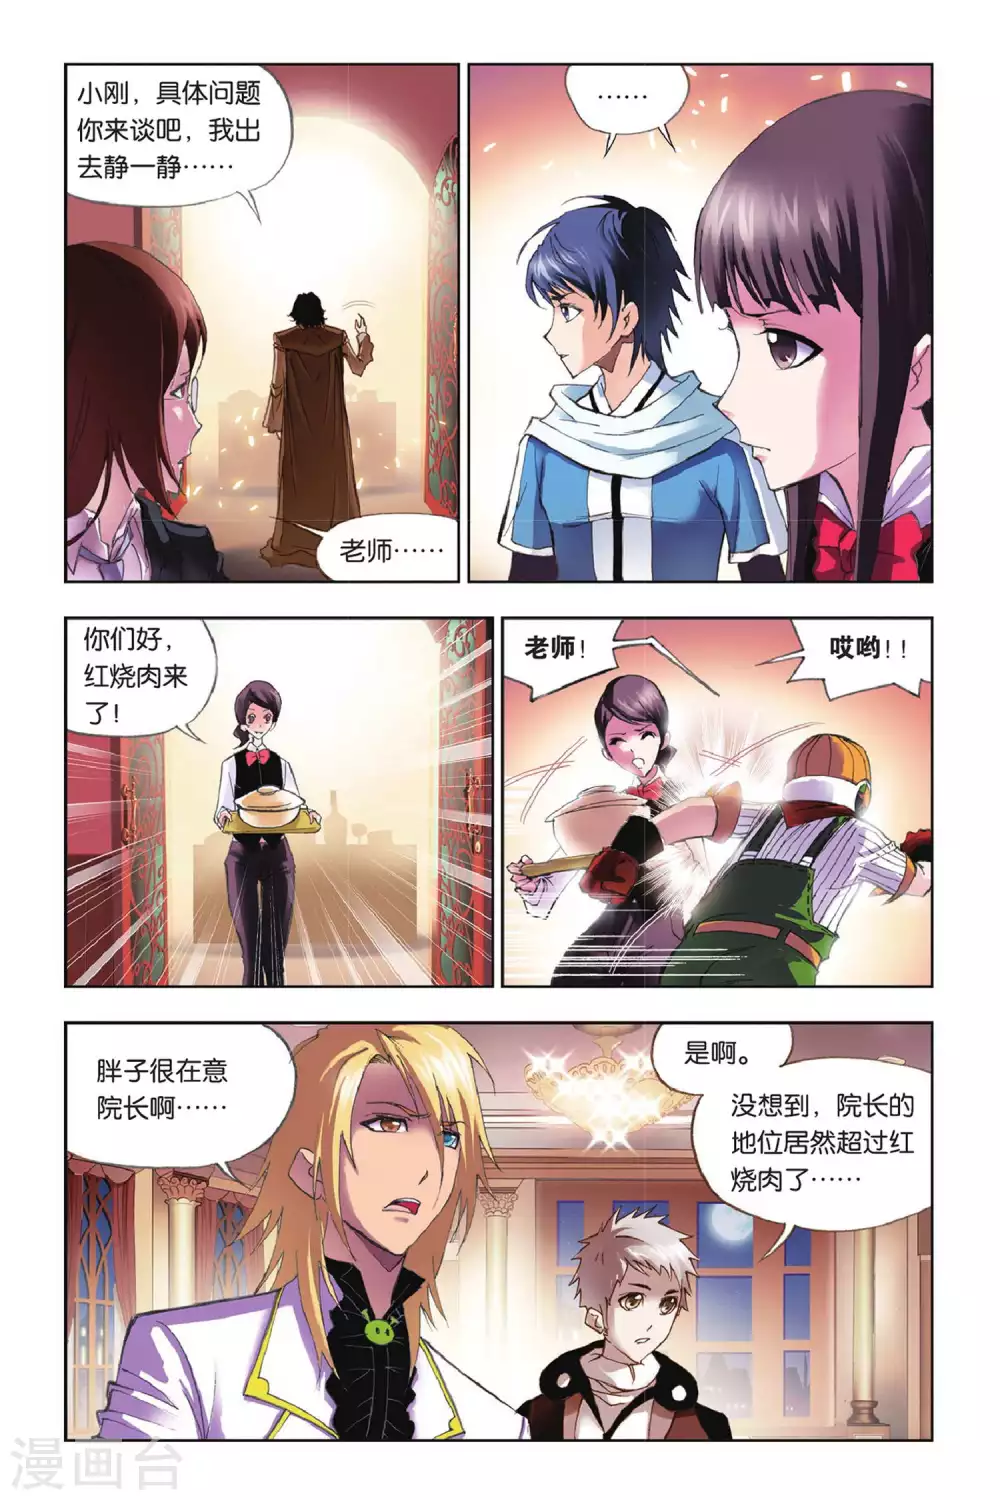 小刚，具体问题
你来谈吧，我出
去静一静……
老师……
……
你们好，
红烧肉来
了！
老师！
哎哟！！
胖子很在意
院长啊……
是啊。
没想到，院长的
地位居然超过红
烧肉了……
漫画台